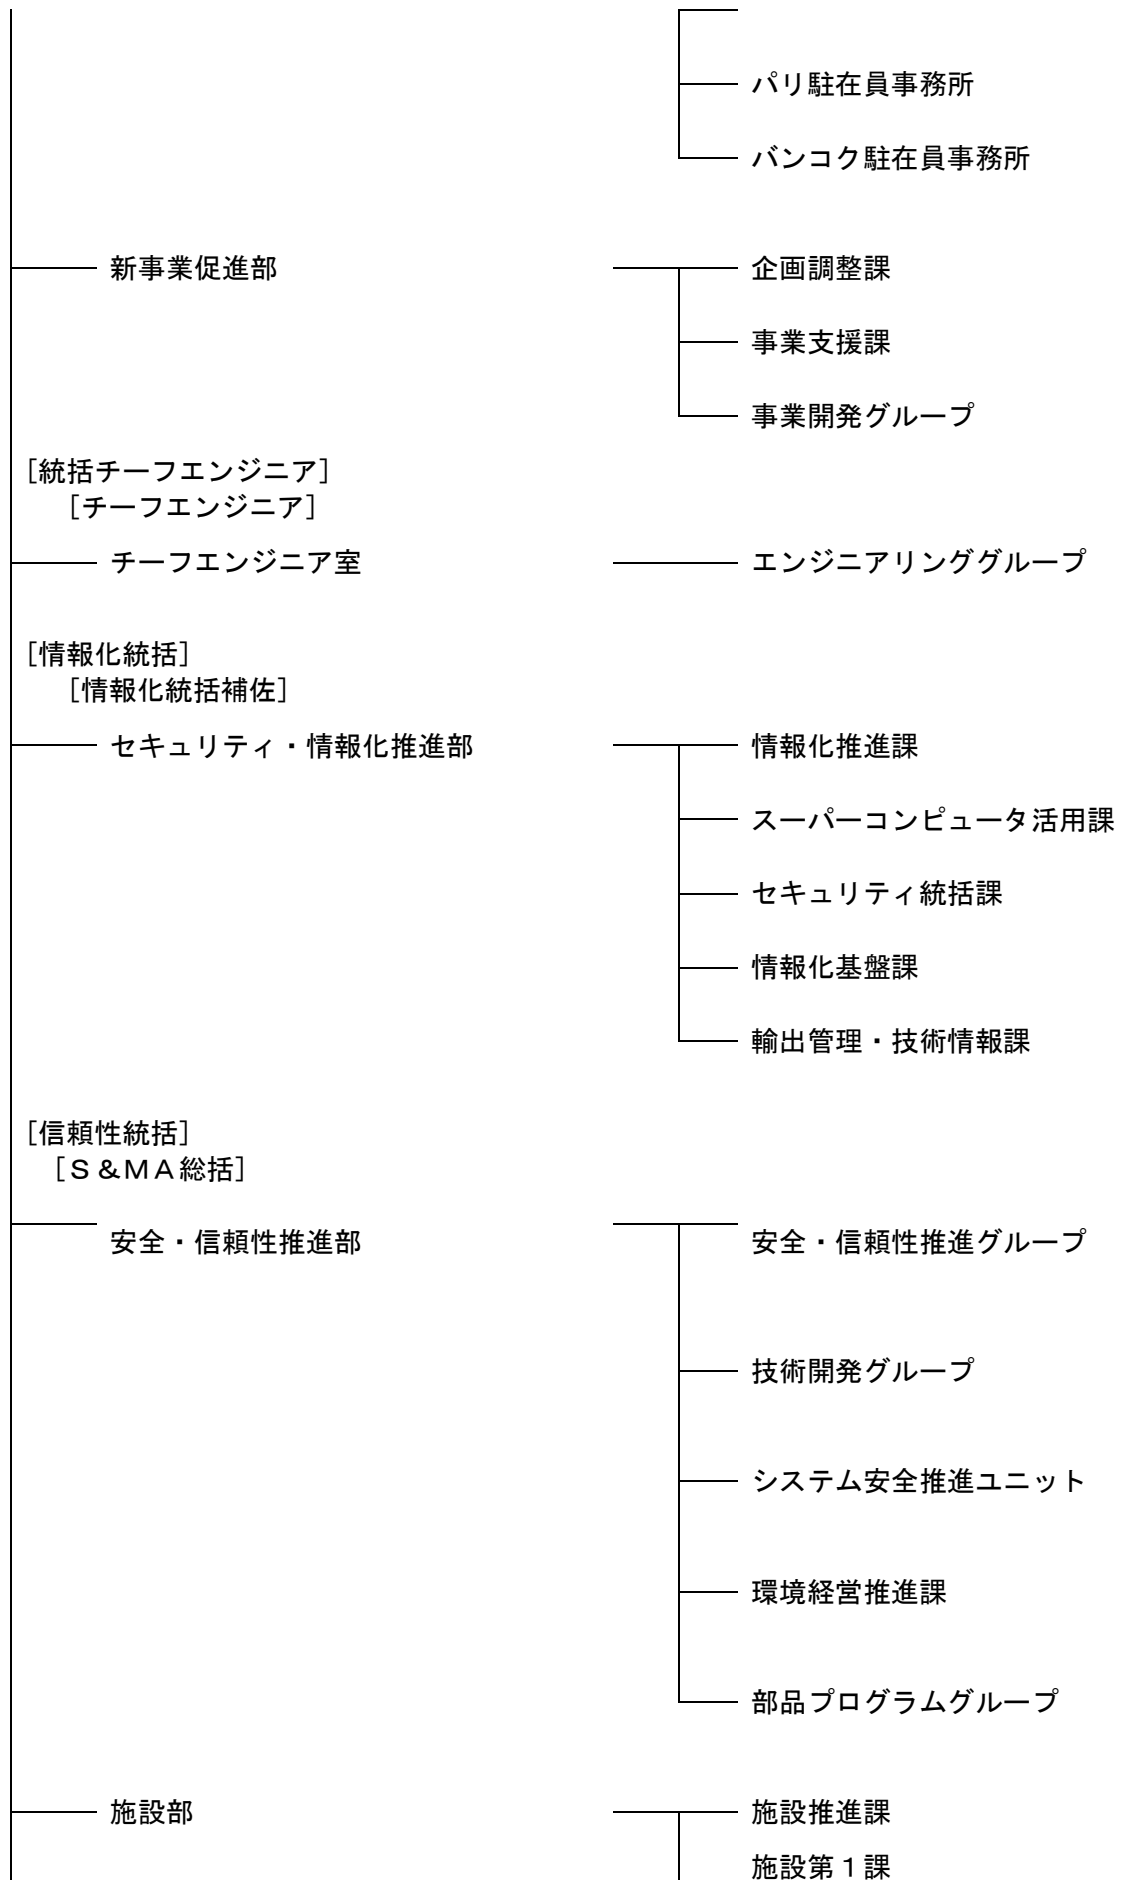 パリ駐在員事務所
バンコク駐在員事務所
新事業促進部 企画調整課
事業支援課
事業開発グループ
［統括チーフエンジニア］
［チーフエンジニア］
チーフエンジニア室 エンジニアリンググループ
［情報化統括］
［情報化統括補佐］
セキュリティ・情報化推進部 情報化推進課
スーパーコンピュータ活用課
セキュリティ統括課
情報化基盤課
輸出管理・技術情報課
［信頼性統括］
［Ｓ＆ＭＡ総括］
安全・信頼性推進部 安全・信頼性推進グループ
技術開発グループ
システム安全推進ユニット
環境経営推進課
部品プログラムグループ
施設部 施設推進課
施設第１課